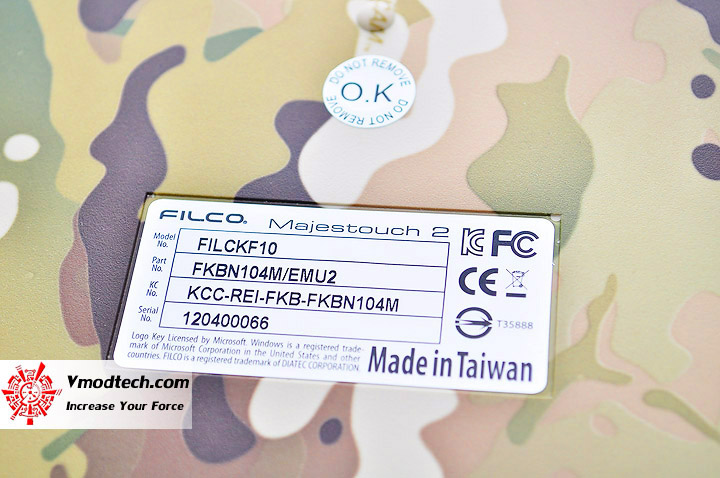 DO NOT REMOVE
O.K
DO NOT REMOVE
FILCO® Majestouch 2
Model No. FILCKF10
Part No. FKBN104M/EMU2
KC No. KCC-REI-FKB-FKBN104M
Serial No. 120400066
KC FC CE
T35888
Logo Key Licensed by Microsoft. Windows is a registered trade-
mark of Microsoft Corporation in the United States and other
countries. FILCO is a registered trademark of DIATEC CORPORATION.
Made in Taiwan
Vmodtech.com
Increase Your Force